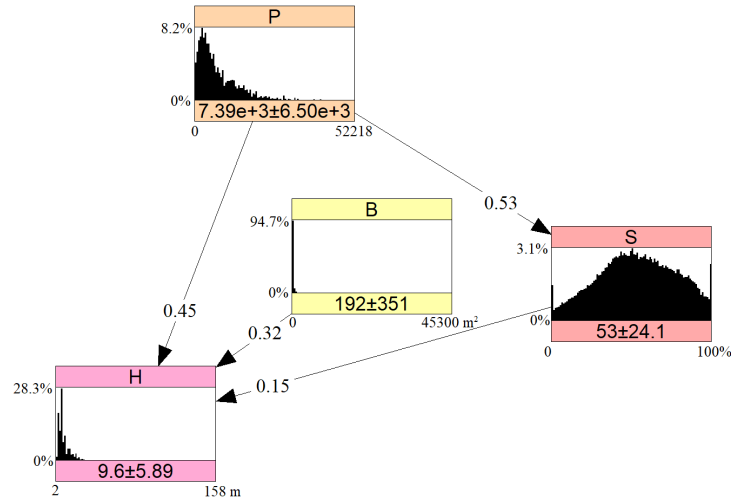 P
8.2%
0%
7.39e+3±6.50e+3
0 52218
0.53
B
94.7%
0%
192±351
0 45300 m²
S
3.1%
0%
53±24.1
0 100%
0.45
0.32
0.15
H
28.3%
0%
9.6±5.89
2 158 m